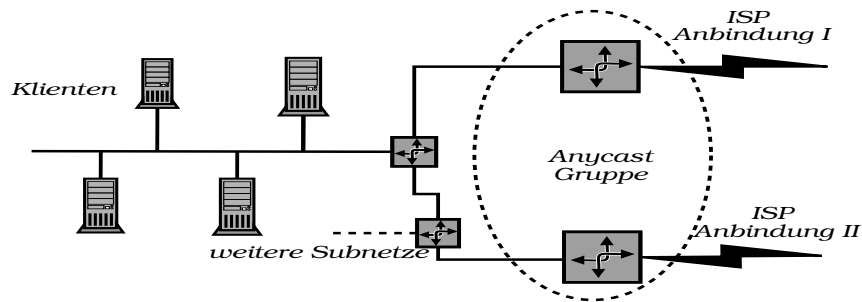 ISP
Anbindung I
Klienten
Anycast
Gruppe
ISP
Anbindung II
weitere Subnetze